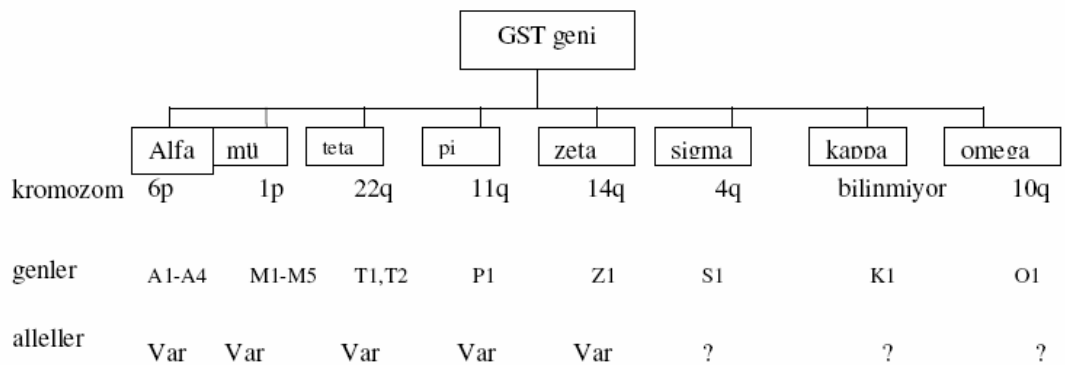 GST geni
Alfa mü teta pi zeta sigma kappa omega
kromozom 6p 1p 22q 11q 14q 4q bilinmiyor 10q
genler A1-A4 M1-M5 T1,T2 P1 Z1 S1 K1 O1
alleller Var Var Var Var Var ? ? ?